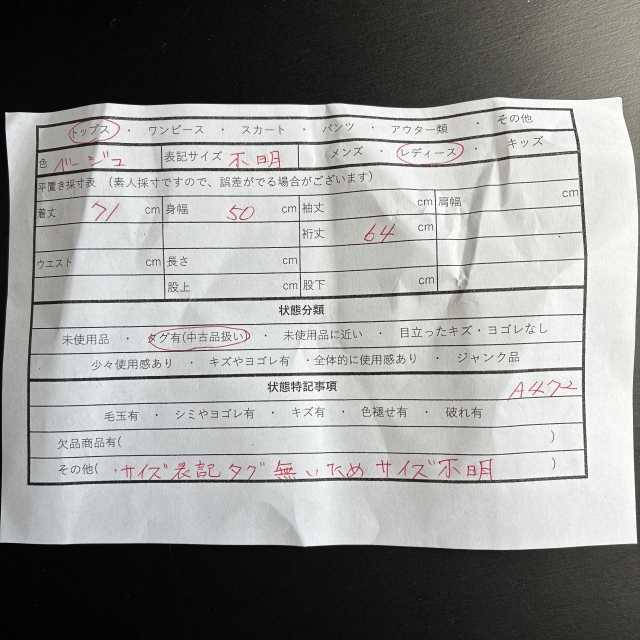 トップス ・ ワンピース ・ スカート ・ パンツ ・ アウター類 ・ その他
色 ベージュ 表記サイズ 不明 メンズ ・ レディース ・ キッズ
平置き採寸表 (素人採寸ですので、誤差がでる場合がございます)
着丈 71 cm 身幅 50 cm 袖丈 cm 肩幅 cm
裄丈 64 cm
ウエスト cm 長さ cm
股上 cm 股下 cm
状態分類
未使用品 ・ タグ有(中古品扱い) ・ 未使用品に近い ・ 目立ったキズ・ヨゴレなし
少々使用感あり ・ キズやヨゴレ有 ・全体的に使用感あり ・ ジャンク品
状態特記事項 A472
毛玉有 ・ シミやヨゴレ有 ・ キズ有 ・ 色褪せ有 ・ 破れ有
欠品商品有( )
その他( ・サイズ表記タグ無いためサイズ不明 )